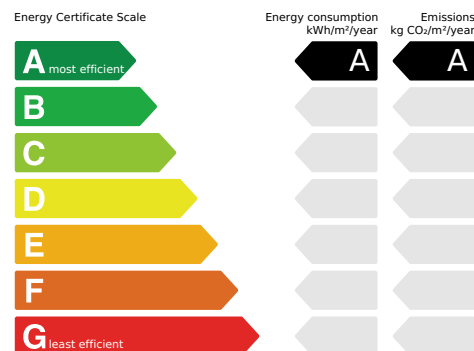 Energy Certificate Scale
Energy consumption
kWh/m²/year
Emissions
kg CO₂/m²/year
A most efficient
A
A
B
C
D
E
F
G least efficient